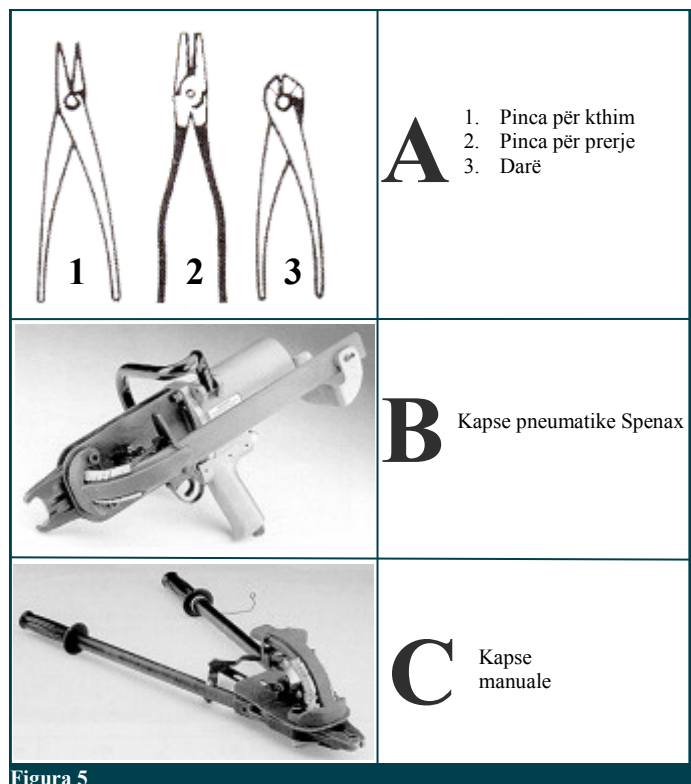 1 2 3
A
1. Pinca për kthim
2. Pinca për prerje
3. Darë
B
Kapse pneumatike Spenax
C
Kapse
manuale
Figura 5